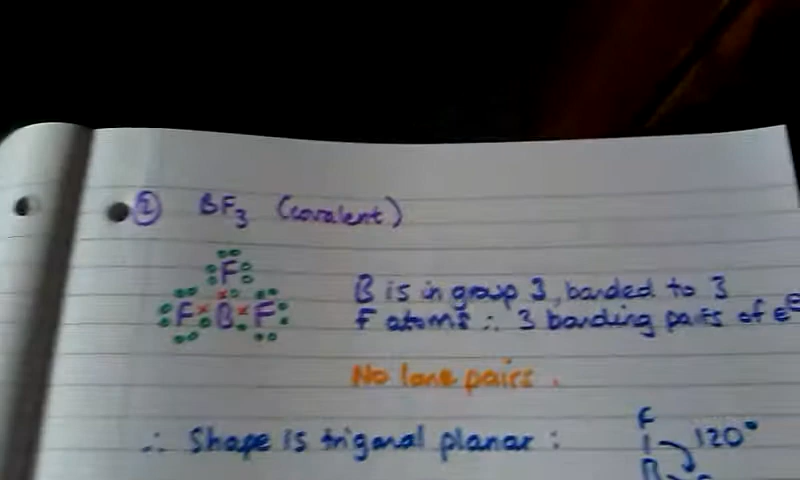 ② BF3 (covalent)
F
F B F
B is in group 3, bonded to 3
F atoms ∴ 3 bonding pairs of e⊖
No lone pairs.
∴ Shape is trigonal planar :
F
120°
B